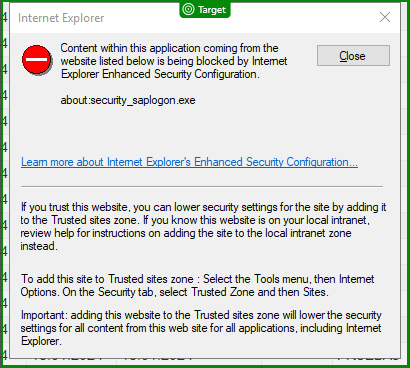 Target
Internet Explorer
Content within this application coming from the
website listed below is being blocked by Internet
Explorer Enhanced Security Configuration.
Close
about:security_saplogon.exe
Learn more about Internet Explorer's Enhanced Security Configuration...
If you trust this website, you can lower security settings for the site by adding it
to the Trusted sites zone. If you know this website is on your local intranet,
review help for instructions on adding the site to the local intranet zone
instead.
To add this site to Trusted sites zone : Select the Tools menu, then Internet
Options. On the Security tab, select Trusted Zone and then Sites.
Important: adding this website to the Trusted sites zone will lower the security
settings for all content from this web site for all applications, including Internet
Explorer.